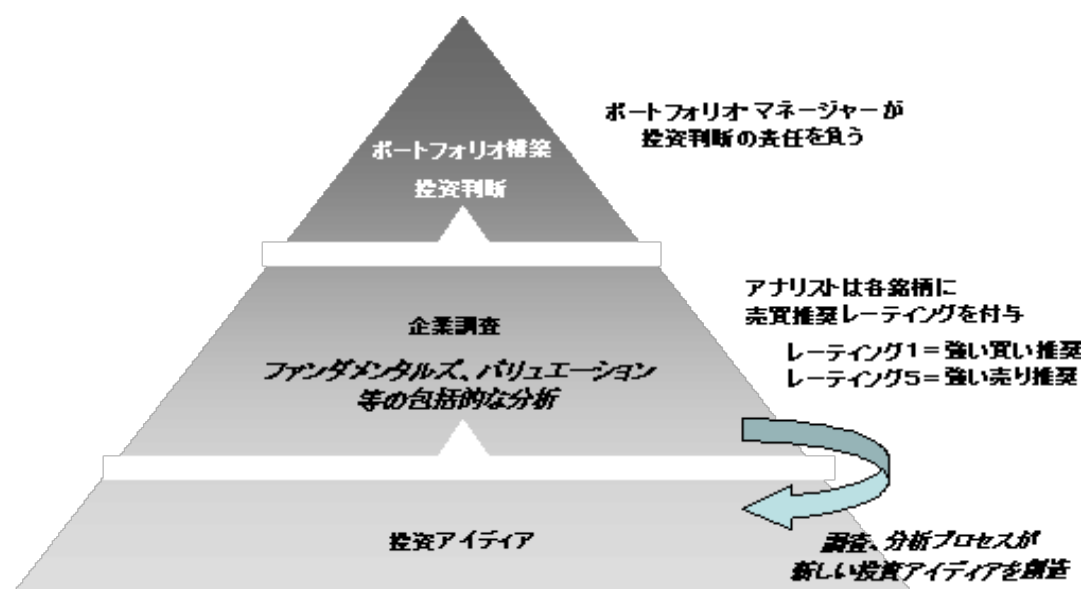 ポートフォリオ・マネージャーが
投資判断の責任を負う
ポートフォリオ構築
投資判断
アナリストは各銘柄に
売買推奨レーティングを付与
レーティング1＝強い買い推奨
レーティング5＝強い売り推奨
企業調査
ファンダメンタルズ、バリュエーション
等の包括的な分析
投資アイディア
調査、分析プロセスが
新しい投資アイディアを創造